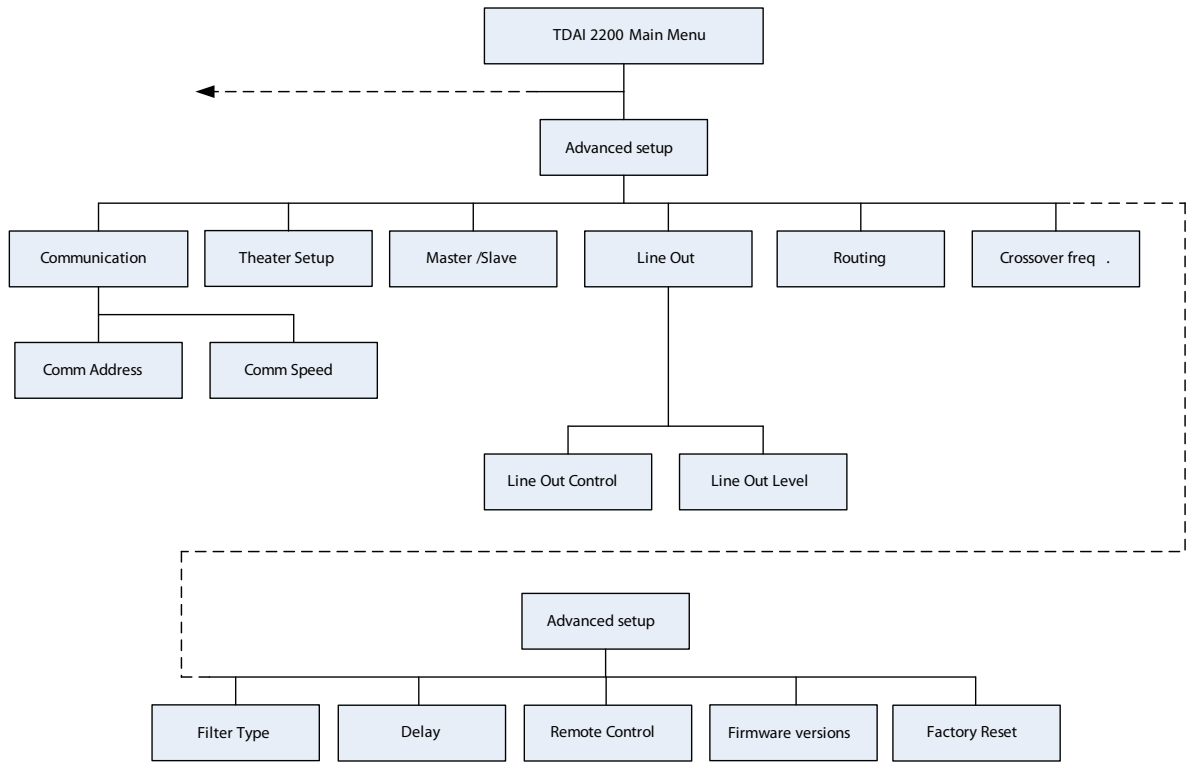 TDAI 2200 Main Menu
Advanced setup
Communication
Theater Setup
Master /Slave
Line Out
Routing
Crossover freq .
Comm Address
Comm Speed
Line Out Control
Line Out Level
Advanced setup
Filter Type
Delay
Remote Control
Firmware versions
Factory Reset